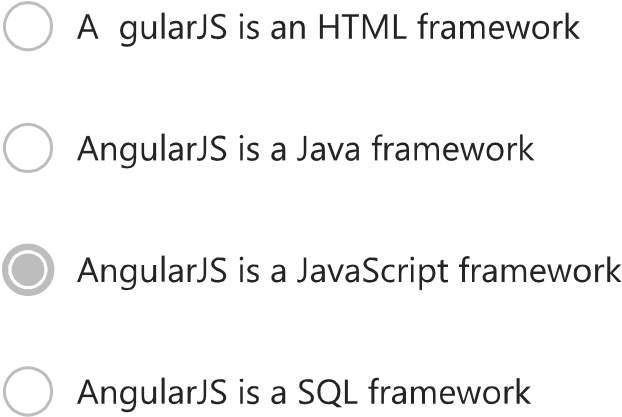 A gularJS is an HTML framework
AngularJS is a Java framework
AngularJS is a JavaScript framework
AngularJS is a SQL framework